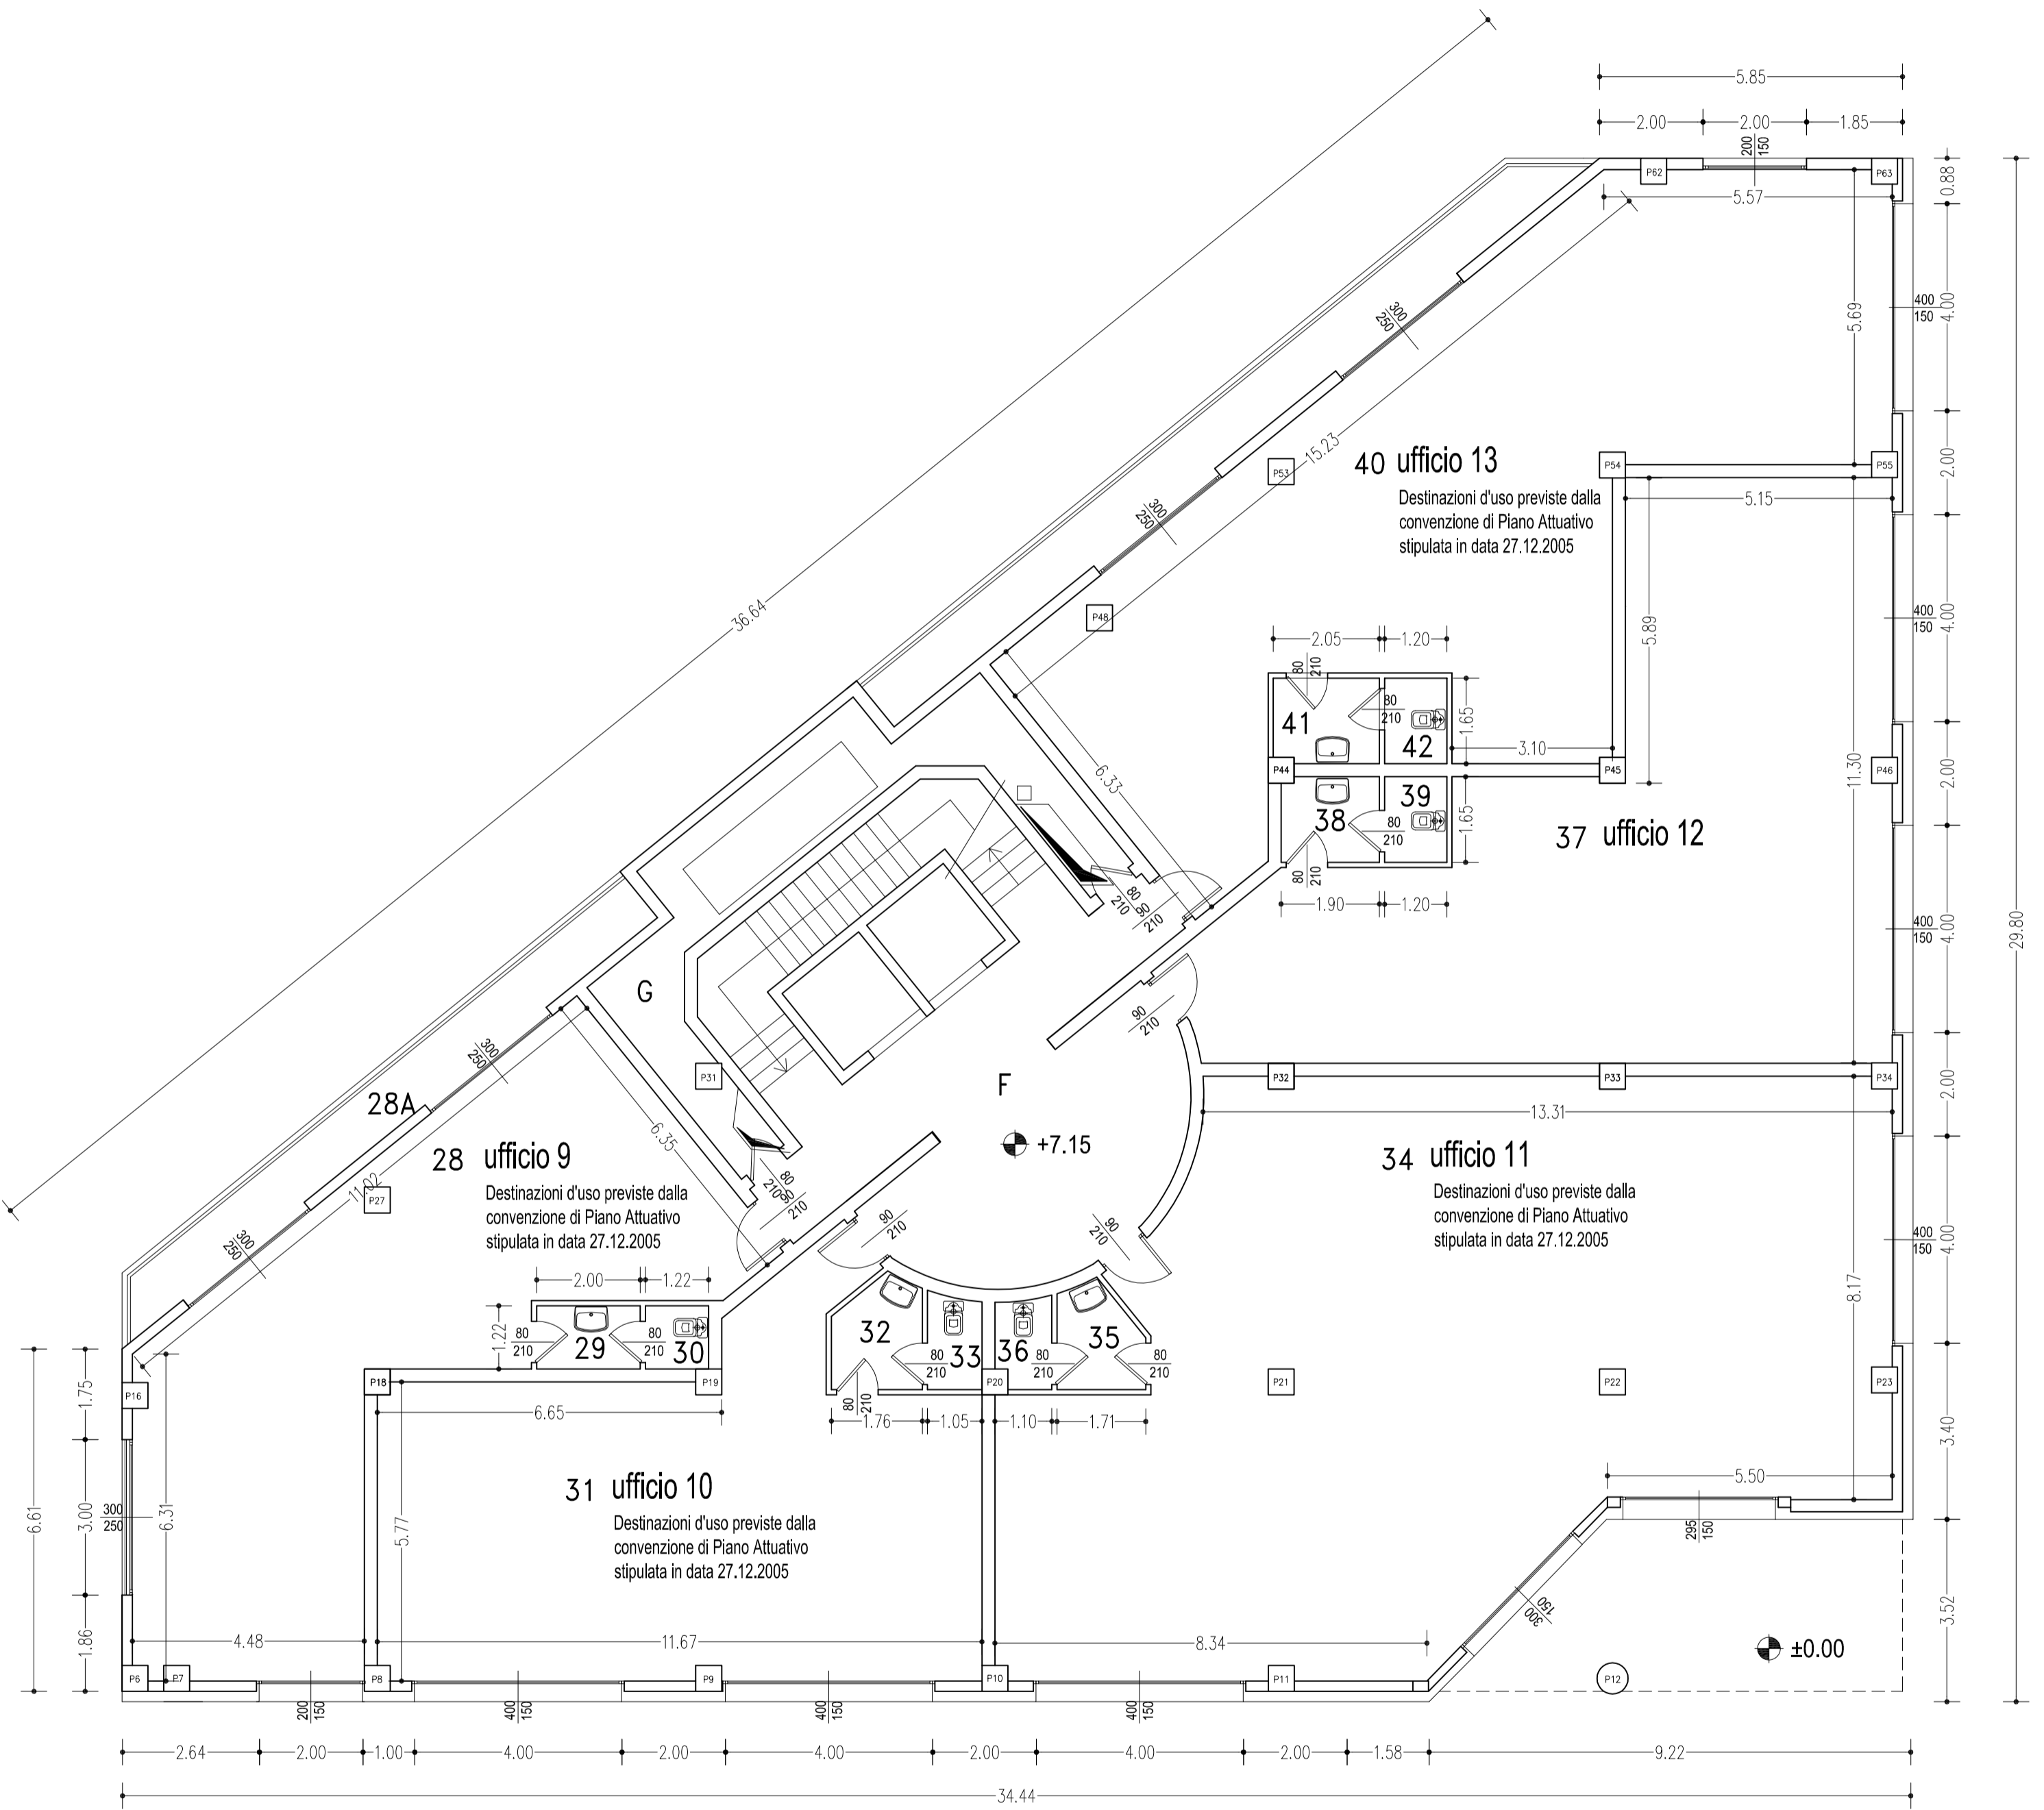 5.85
2.00 2.00 1.85
200
150
P62
P63
5.57
0.88
400
150
4.00
5.69
300
250
36.64
15.23
29.80
40 ufficio 13
Destinazioni d'uso previste dalla
convenzione di Piano Attuativo
stipulata in data 27.12.2005
P53
P54
P55
2.00
5.15
300
250
P48
400
150
4.00
5.89
2.05 1.20
80
210
80
210
1.65
41
42
3.10
P44
P45
P46
2.00
11.30
6.33
38
39
80
210
1.65
80
210
1.90 1.20
37 ufficio 12
80
210
90
210
400
150
4.00
G
90
210
300
250
P31
F
P32
P33
P34
2.00
28A
13.31
+7.15
6.35
28 ufficio 9
Destinazioni d'uso previste dalla
convenzione di Piano Attuativo
stipulata in data 27.12.2005
11.02
P27
34 ufficio 11
Destinazioni d'uso previste dalla
convenzione di Piano Attuativo
stipulata in data 27.12.2005
80
210
90
210
90
210
90
210
300
250
400
150
4.00
8.17
2.00 1.22
1.22
80
210
29
80
210
30
32
33
36
35
80
210
80
210
80
210
80
210
P16
P18
P19
P20
P21
P22
P23
1.75
6.65
1.76 1.05 1.10 1.71
3.40
5.50
31 ufficio 10
Destinazioni d'uso previste dalla
convenzione di Piano Attuativo
stipulata in data 27.12.2005
6.61
3.00
300
250
6.31
5.77
295
150
300
150
3.52
1.86
4.48 11.67 8.34
±0.00
P6
P7
P8
P9
P10
P11
P12
200
150
400
150
400
150
400
150
2.64 2.00 1.00 4.00 2.00 4.00 2.00 4.00 2.00 1.58 9.22
34.44